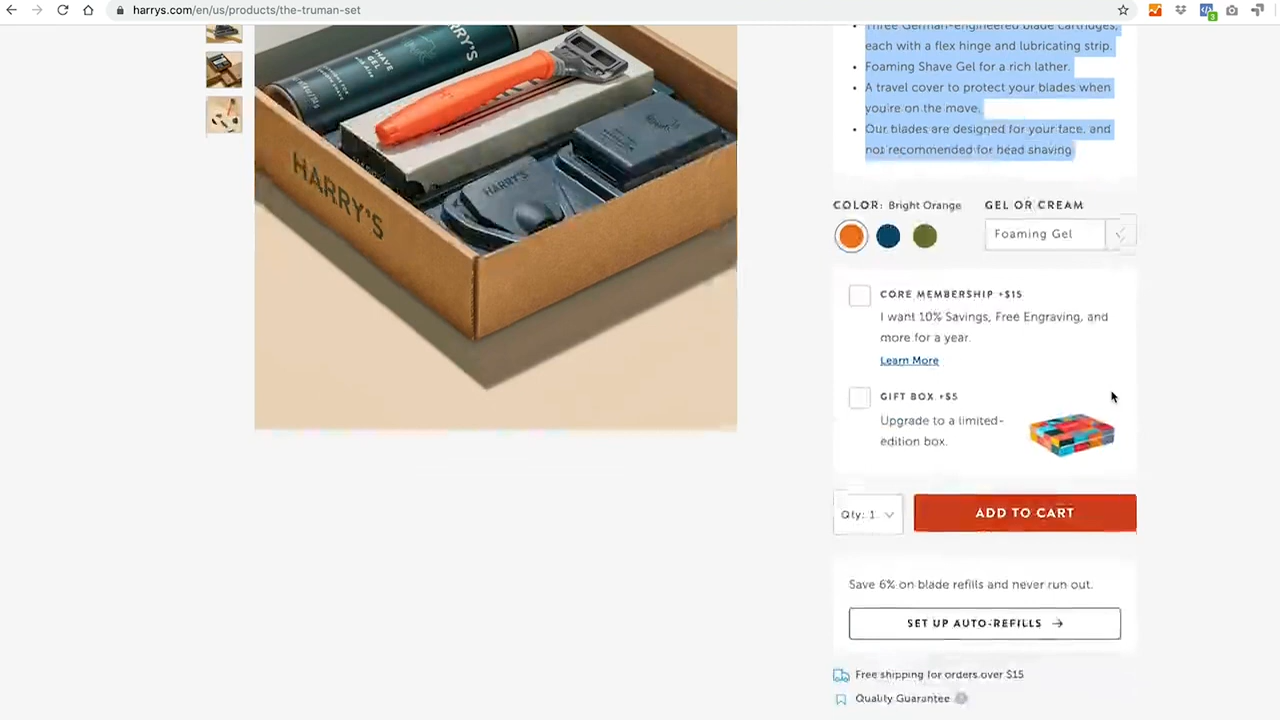 harrys.com/en/us/products/the-truman-set
3
Three German-engineered blade cartridges,
each with a flex hinge and lubricating strip.
Foaming Shave Gel for a rich lather.
A travel cover to protect your blades when
you're on the move.
Our blades are designed for your face, and
not recommended for head shaving
HARRY'S
SHAVE
GEL
HARRY'S
HARRY'S
COLOR: Bright Orange
GEL OR CREAM
Foaming Gel
CORE MEMBERSHIP +$15
I want 10% Savings, Free Engraving, and
more for a year.
Learn More
GIFT BOX +$5
Upgrade to a limited-
edition box.
Qty: 1
ADD TO CART
Save 6% on blade refills and never run out.
SET UP AUTO-REFILLS →
Free shipping for orders over $15
Quality Guarantee